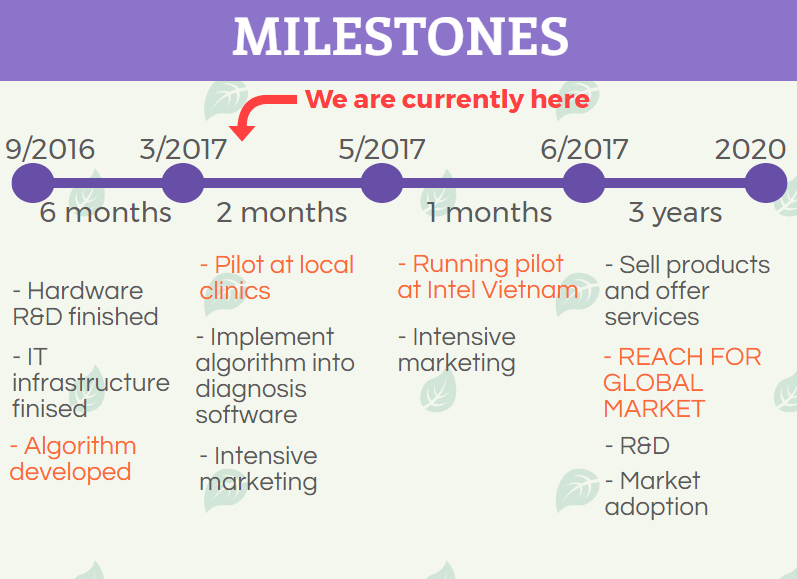 MILESTONES
We are currently here
9/2016
3/2017
5/2017
6/2017
2020
6 months
2 months
1 months
3 years
- Hardware
R&D finished
- IT
infrastructure
finised
- Algorithm
developed
- Pilot at local
clinics
- Implement
algorithm into
diagnosis
software
- Intensive
marketing
- Running pilot
at Intel Vietnam
- Intensive
marketing
- Sell products
and offer
services
- REACH FOR
GLOBAL
MARKET
- R&D
- Market
adoption